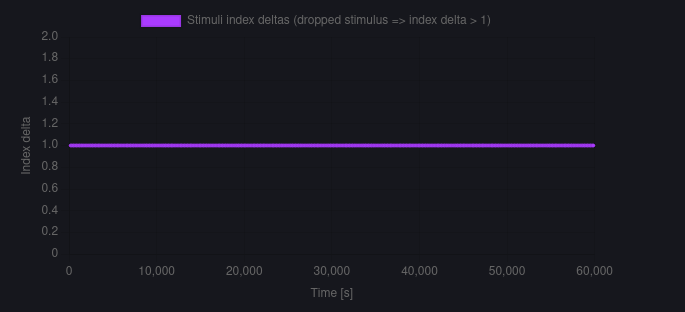 Stimuli index deltas (dropped stimulus => index delta > 1)
2.0
1.8
1.6
1.4
1.2
1.0
0.8
0.6
0.4
0.2
0
Index delta
0 10,000 20,000 30,000 40,000 50,000 60,000
Time [s]